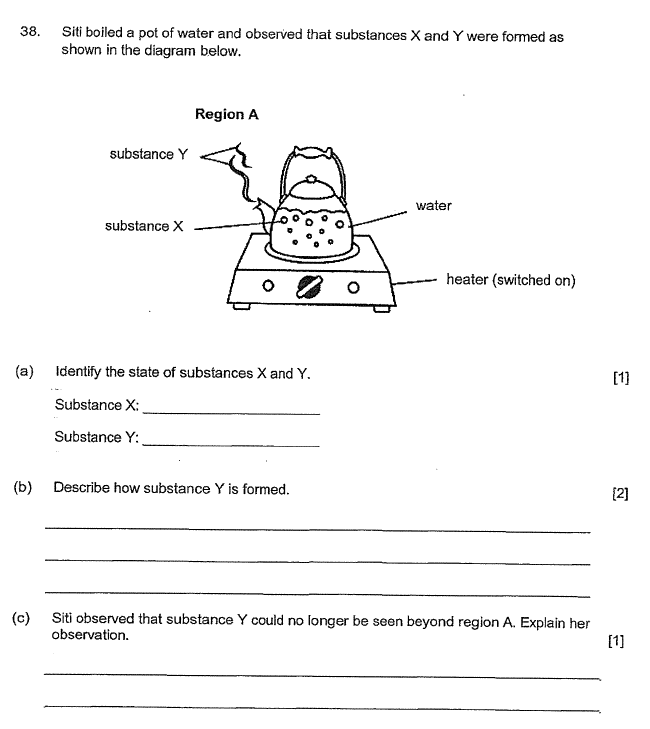 38. Siti boiled a pot of water and observed that substances X and Y were formed as
shown in the diagram below.
Region A
substance Y
water
substance X
heater (switched on)
(a) Identify the state of substances X and Y. [1]
Substance X:
Substance Y:
(b) Describe how substance Y is formed. [2]
(c) Siti observed that substance Y could no longer be seen beyond region A. Explain her
observation. [1]